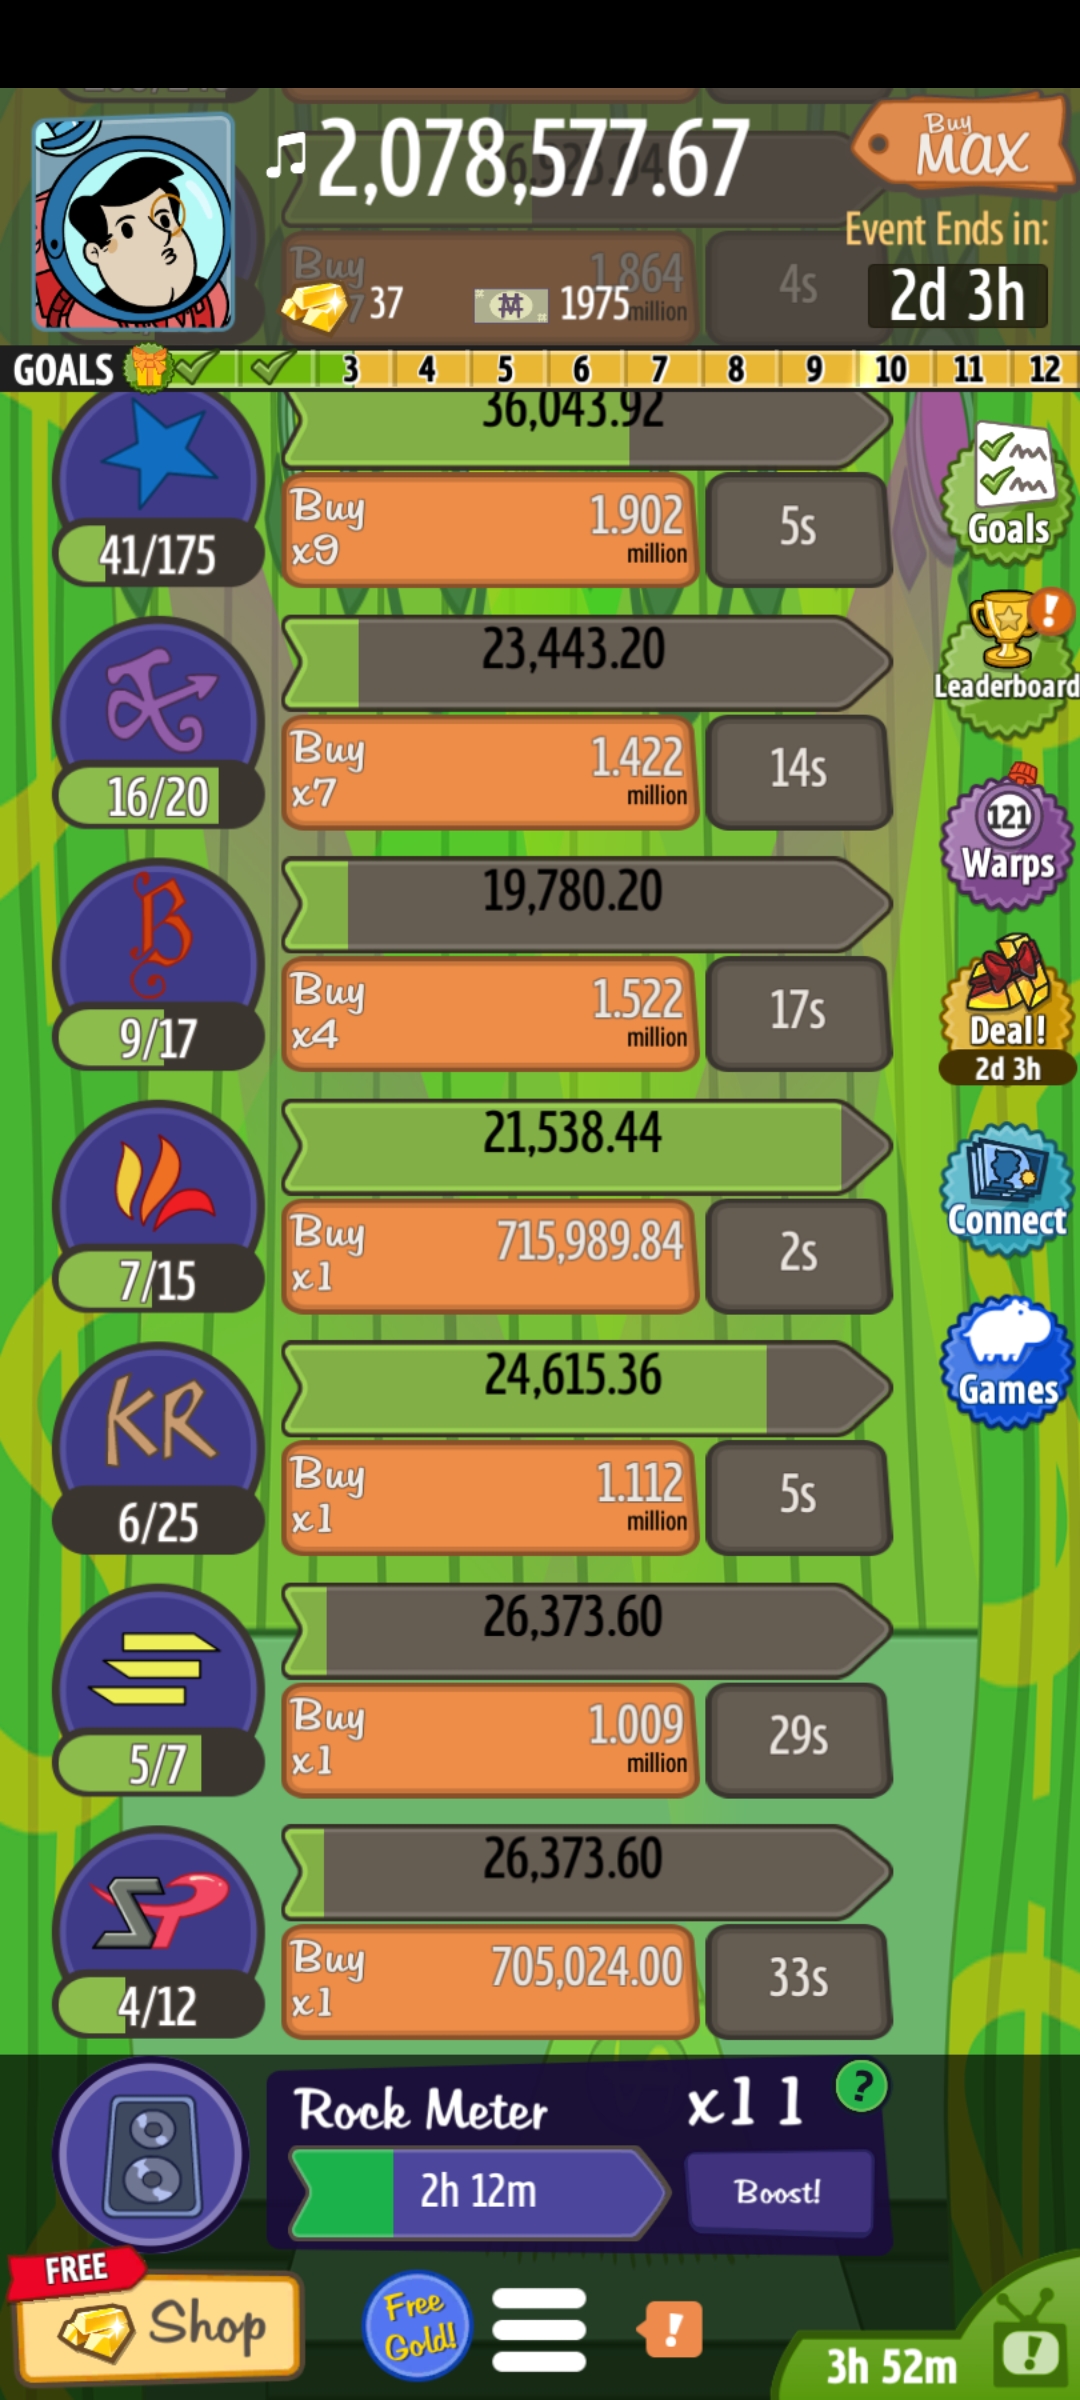 ♫2,078,577.67
Buy
MAX
Event Ends in:
2d 3h
Buy
1.864
million
4s
37
1975
GOALS 3 4 5 6 7 8 9 10 11 12
36,043.92
Buy
x9
1.902
million
5s
41/175
Goals
23,443.20
Buy
x7
1.422
million
14s
16/20
Leaderboard
19,780.20
Buy
x4
1.522
million
17s
9/17
121
Warps
Deal!
2d 3h
21,538.44
Buy
x1
715,989.84
2s
7/15
Connect
KR
24,615.36
Buy
x1
1.112
million
5s
6/25
Games
26,373.60
Buy
x1
1.009
million
29s
5/7
26,373.60
Buy
x1
705,024.00
33s
4/12
Rock Meter
x11
?
2h 12m
Boost!
FREE
Shop
Free
Gold!
!
3h 52m
!